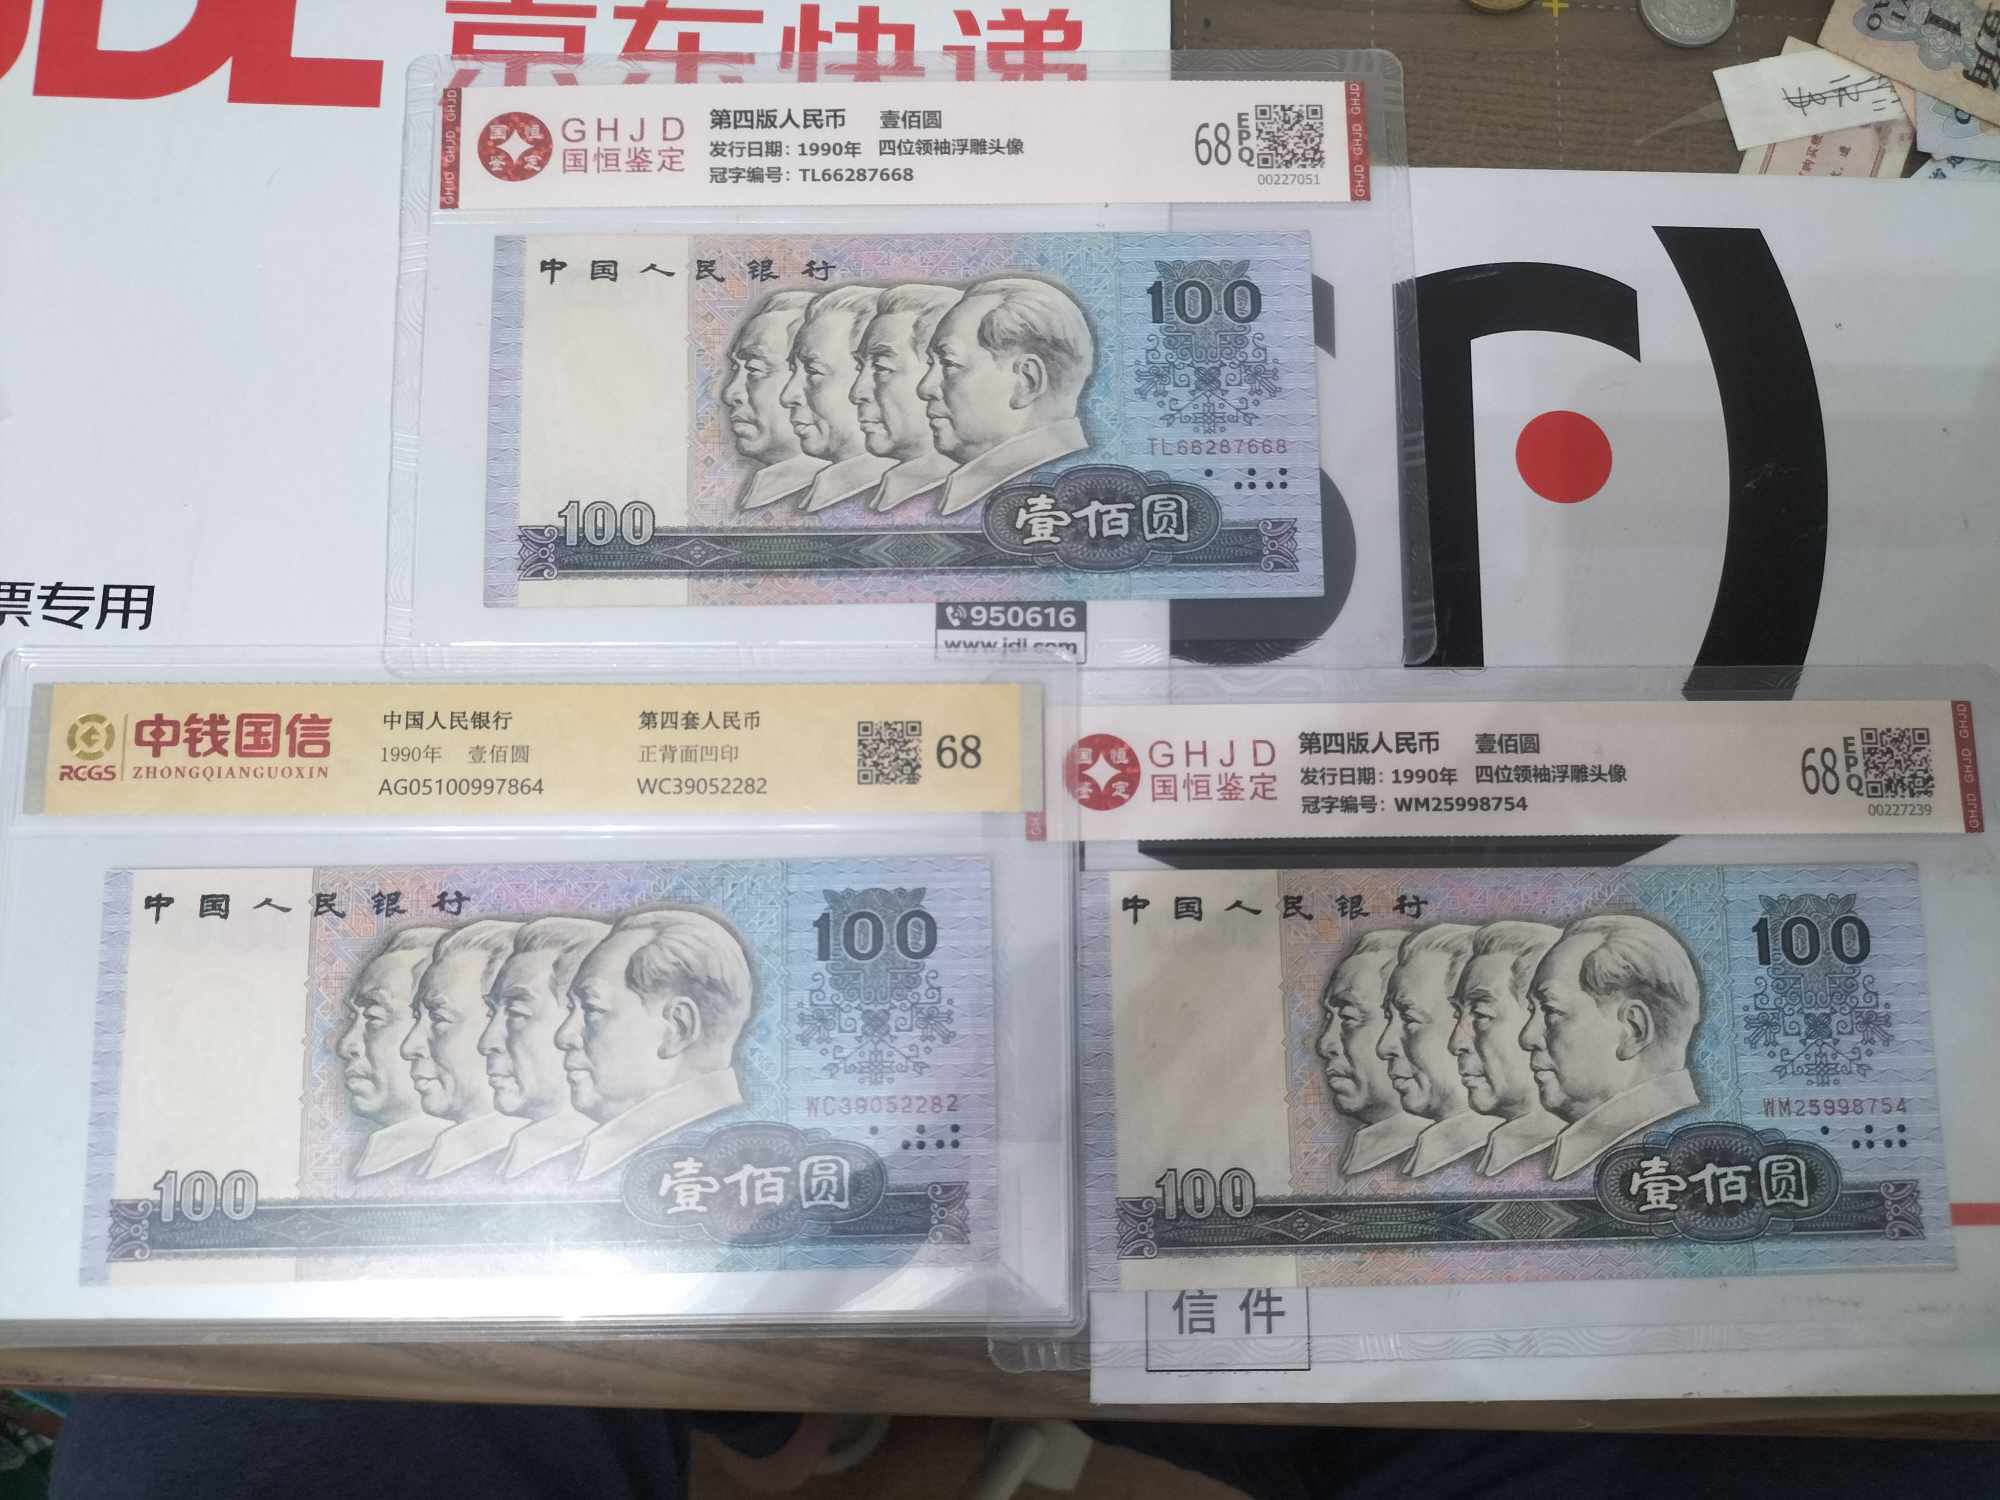 JDL 京东快递
GHJD
国恒鉴定
第四版人民币 壹佰圆
发行日期：1990年 四位领袖浮雕头像
冠字编号：TL66287668
68 EPQ
00227051
中国人民银行
100
TL66287668
100
壹佰圆
950616
www.jdl.com
票专用
中钱国信
RCGS
ZHONGQIANGUOXIN
中国人民银行
1990年 壹佰圆
AG05100997864
第四套人民币
正背面凹印
WC39052282
68
中国人民银行
100
WC39052282
100
壹佰圆
GHJD
国恒鉴定
第四版人民币 壹佰圆
发行日期：1990年 四位领袖浮雕头像
冠字编号：WM25998754
68 EPQ
00227239
中国人民银行
100
WM25998754
100
壹佰圆
信件